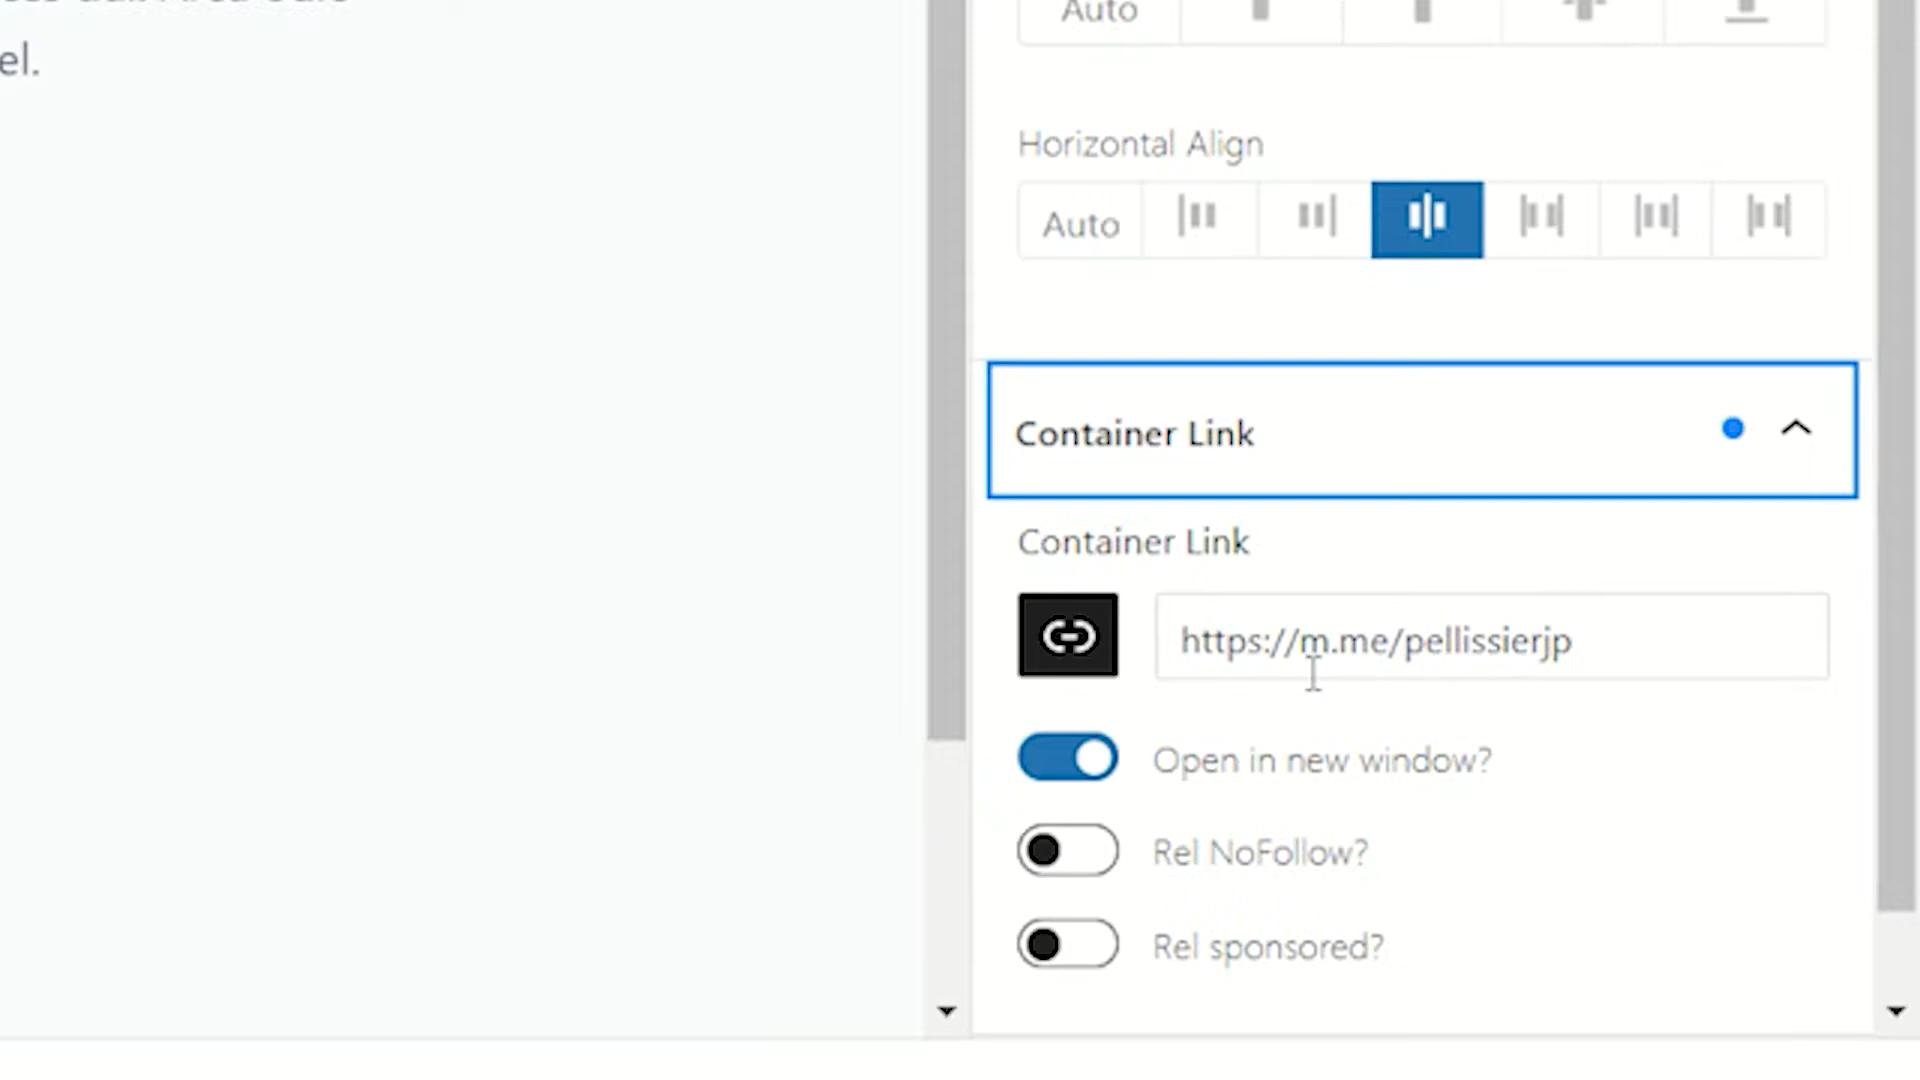 el.
Auto
Horizontal Align
Auto
Container Link
Container Link
https://m.me/pellissierjp
Open in new window?
Rel NoFollow?
Rel sponsored?